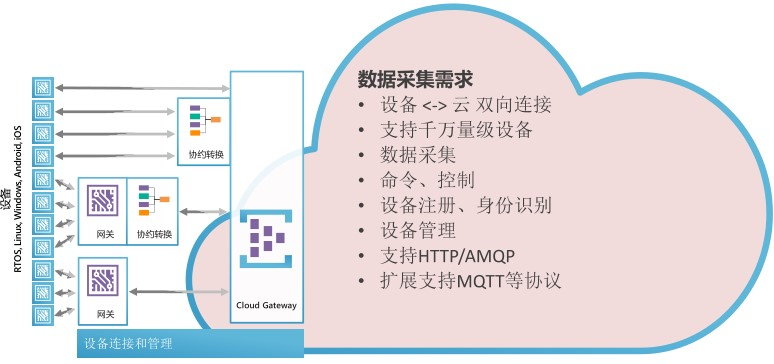 设备
RTOS, Linux, Windows, Android, iOS
协约转换
网关
协约转换
网关
Cloud Gateway
设备连接和管理
数据采集需求
• 设备 <-> 云 双向连接
• 支持千万量级设备
• 数据采集
• 命令、控制
• 设备注册、身份识别
• 设备管理
• 支持HTTP/AMQP
• 扩展支持MQTT等协议